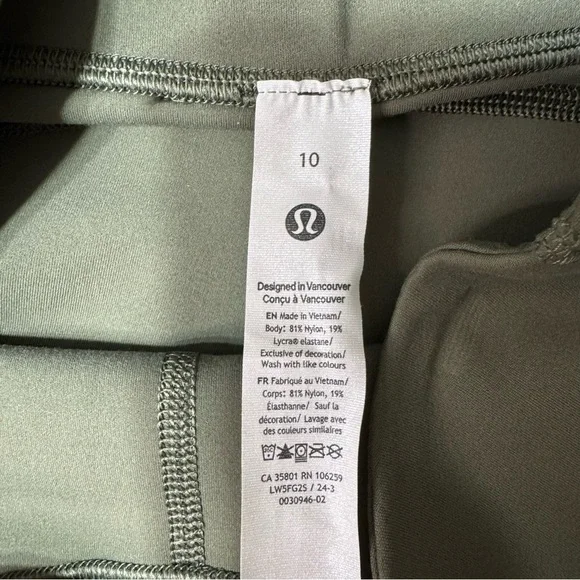 10
Designed in Vancouver
Conçu à Vancouver
EN Made in Vietnam/
Body: 81% Nylon, 19%
Lycra® elastane/
Exclusive of decoration/
Wash with like colours
FR Fabriqué au Vietnam/
Corps: 81% Nylon, 19%
Élasthanne/ Sauf la
décoration/ Lavage avec
des couleurs similaires
CA 35801 RN 106259
LW5FG2S / 24-3
0030946-02